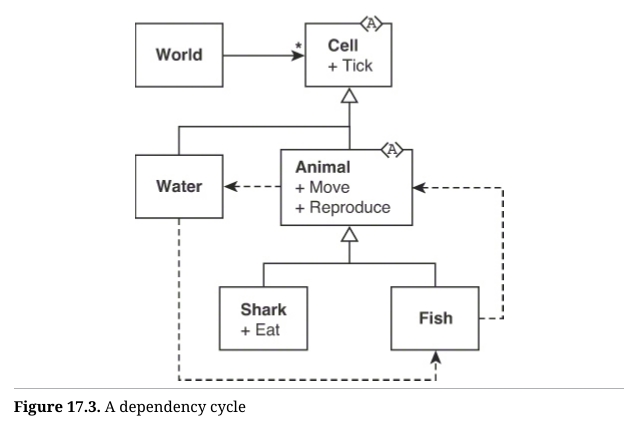 <A>
World
*
Cell
+ Tick
<A>
Water
Animal
+ Move
+ Reproduce
Shark
+ Eat
Fish
Figure 17.3. A dependency cycle